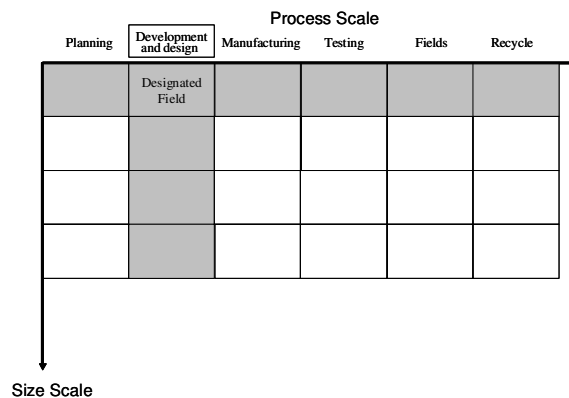 Process Scale
Planning
Development
and design
Manufacturing
Testing
Fields
Recycle
Designated
Field
Size Scale